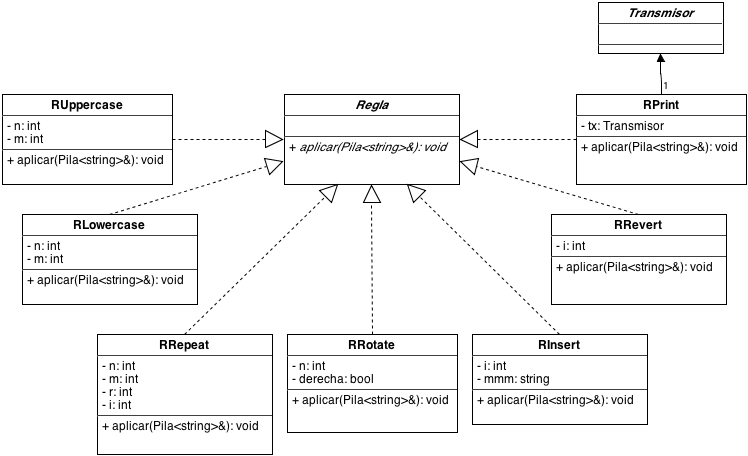 Transmisor
1
RUppercase
- n: int
- m: int
+ aplicar(Pila<string>&): void
Regla
+ aplicar(Pila<string>&): void
RPrint
- tx: Transmisor
+ aplicar(Pila<string>&): void
RLowercase
- n: int
- m: int
+ aplicar(Pila<string>&): void
RRevert
- i: int
+ aplicar(Pila<string>&): void
RRepeat
- n: int
- m: int
- r: int
- i: int
+ aplicar(Pila<string>&): void
RRotate
- n: int
- derecha: bool
+ aplicar(Pila<string>&): void
RInsert
- i: int
- mmm: string
+ aplicar(Pila<string>&): void